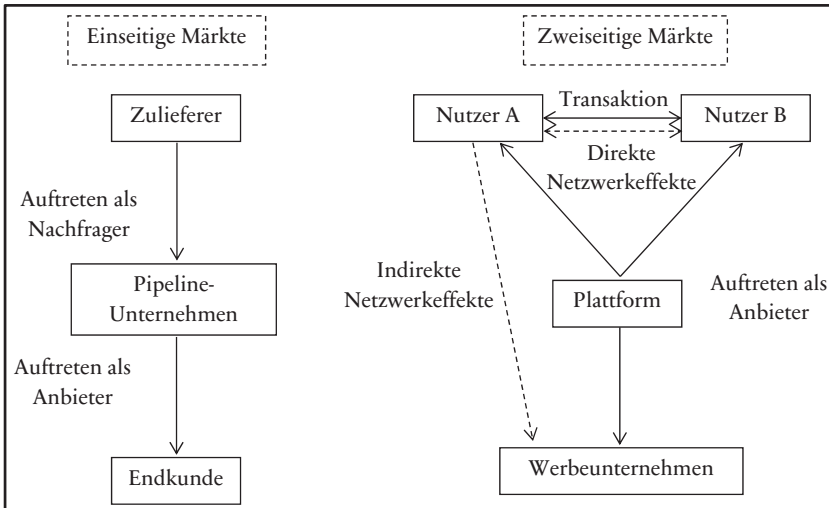 Einseitige Märkte
Zulieferer
Auftreten als
Nachfrager
Pipeline-
Unternehmen
Auftreten als
Anbieter
Endkunde
Zweiseitige Märkte
Nutzer A
Transaktion
Nutzer B
Direkte
Netzwerkeffekte
Indirekte
Netzwerkeffekte
Plattform
Auftreten als
Anbieter
Werbeunternehmen